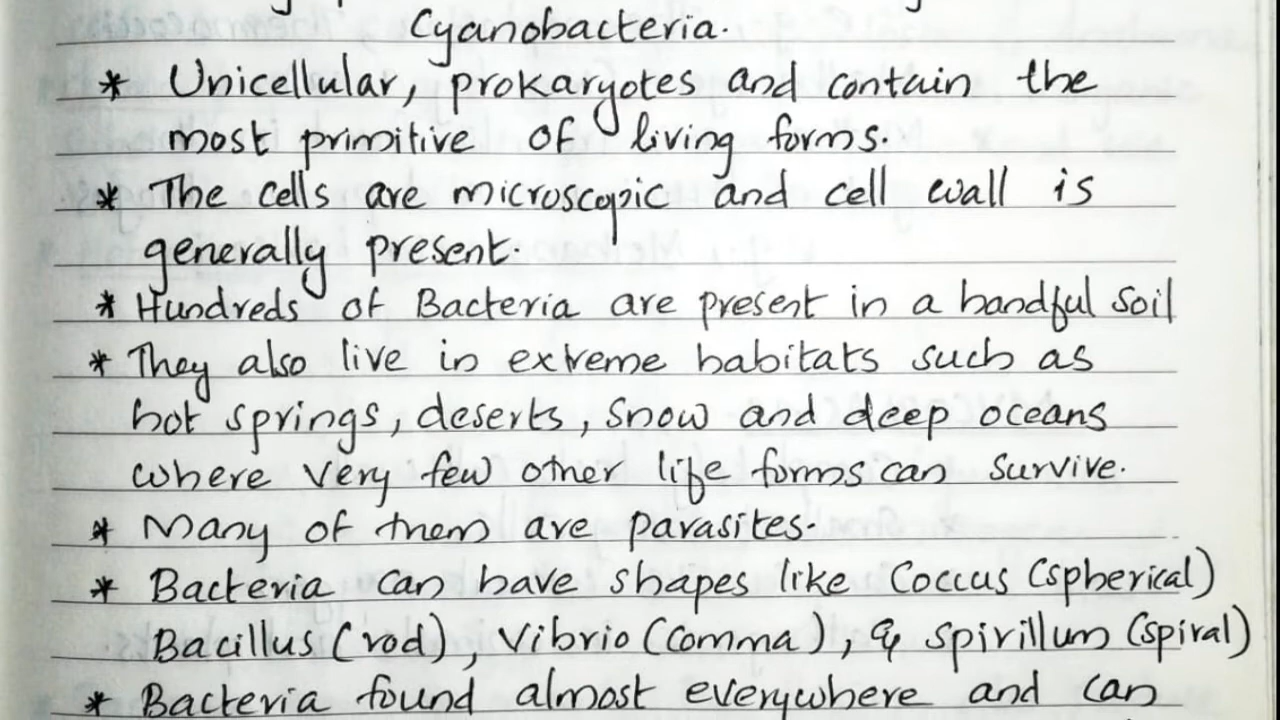 Cyanobacteria.
* Unicellular, prokaryotes and contain the
most primitive of living forms.
* The cells are microscopic and cell wall is
generally present.
* Hundreds of Bacteria are present in a handful soil
* They also live in extreme habitats such as
hot springs, deserts, snow and deep oceans
where very few other life forms can survive.
* Many of them are parasites.
* Bacteria can have shapes like Coccus (spherical)
Bacillus (rod), Vibrio (comma), & spirillum (spiral)
* Bacteria found almost everywhere and can